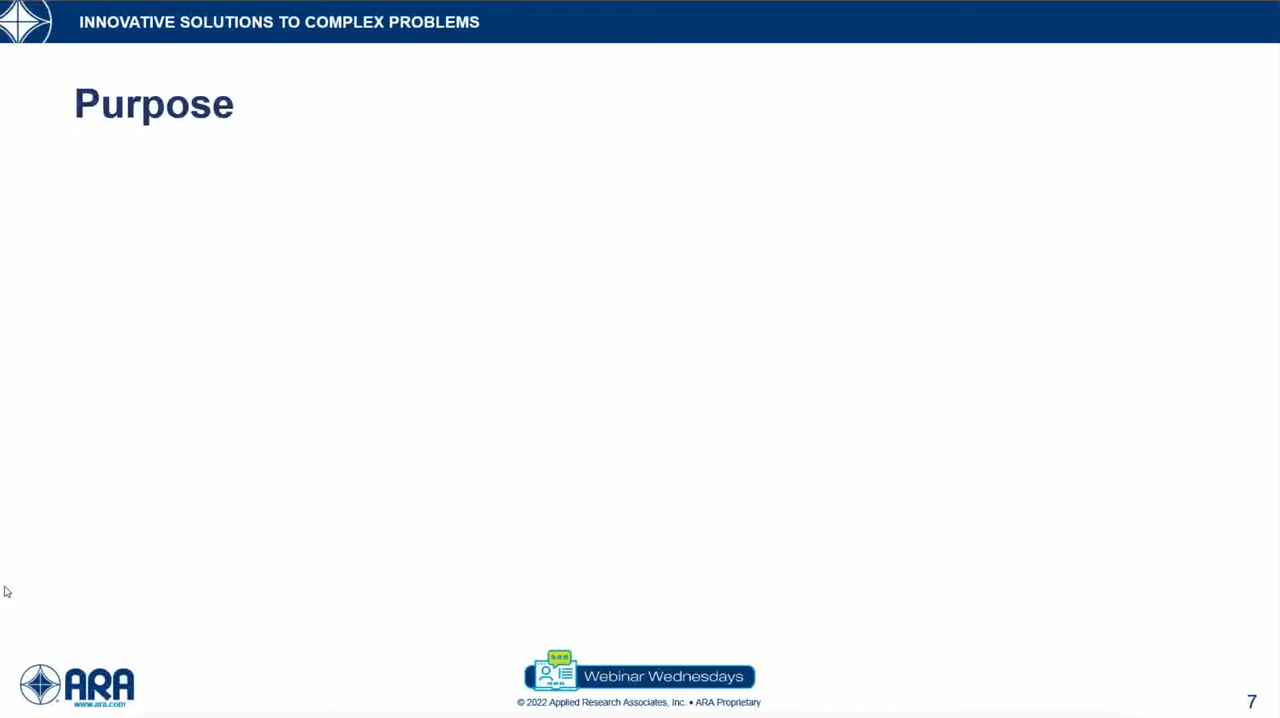 INNOVATIVE SOLUTIONS TO COMPLEX PROBLEMS
Purpose
ARA
www.ara.com
Webinar Wednesdays
© 2022 Applied Research Associates, Inc. • ARA Proprietary
7